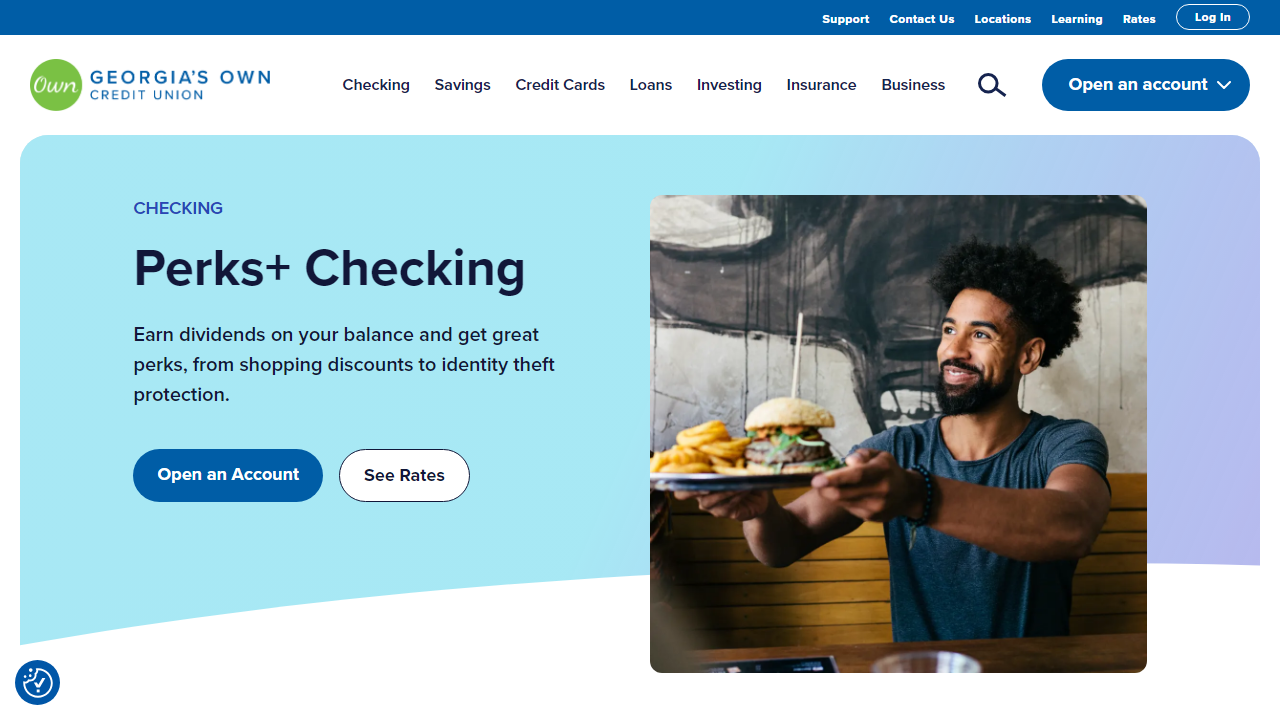 Support Contact Us Locations Learning Rates Log In
Own GEORGIA'S OWN
CREDIT UNION
Checking Savings Credit Cards Loans Investing Insurance Business Open an account
CHECKING
Perks+ Checking
Earn dividends on your balance and get great
perks, from shopping discounts to identity theft
protection.
Open an Account See Rates